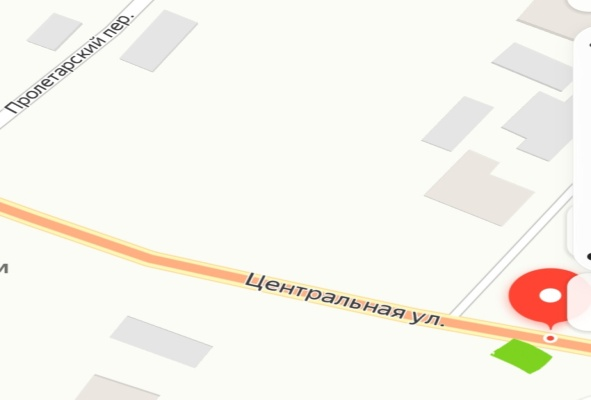 Пролетарский пер.
и
Центральная ул.